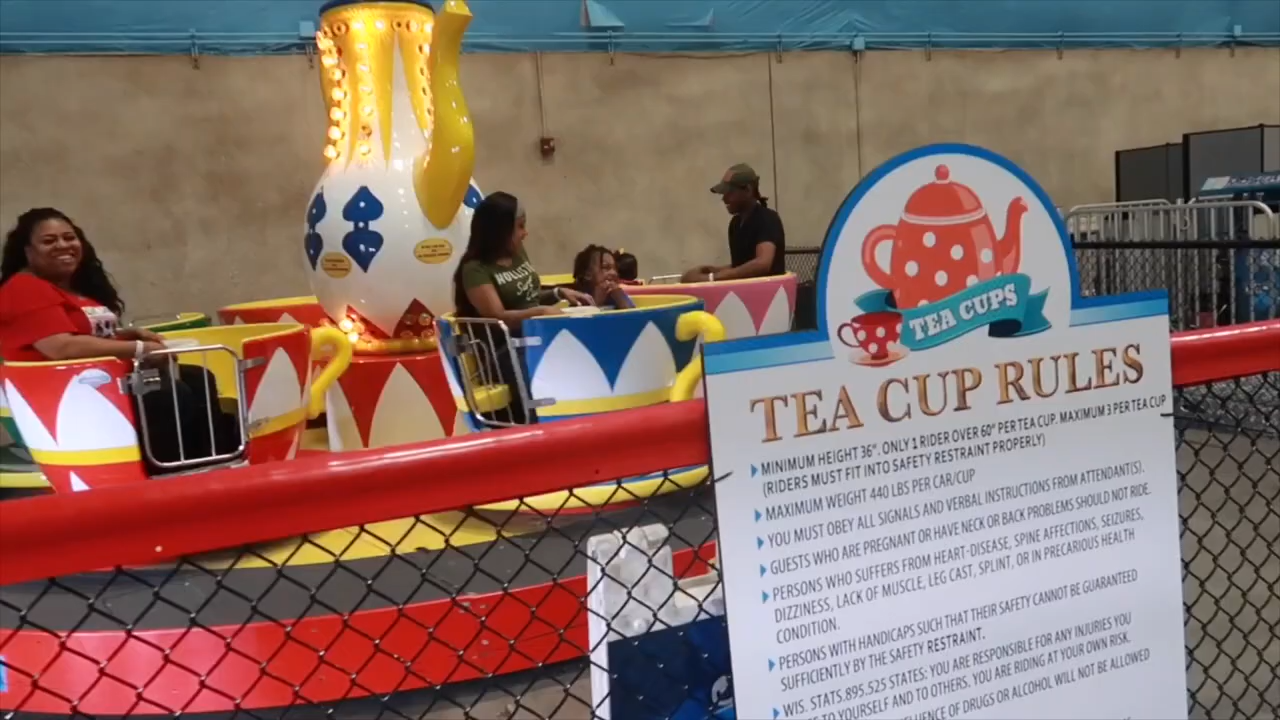 HOLLISTER
TEA CUPS
TEA CUP RULES
MINIMUM HEIGHT 36". ONLY 1 RIDER OVER 60" PER TEA CUP. MAXIMUM 3 PER TEA CUP
(RIDERS MUST FIT INTO SAFETY RESTRAINT PROPERLY)
MAXIMUM WEIGHT 440 LBS PER CAR/CUP
YOU MUST OBEY ALL SIGNALS AND VERBAL INSTRUCTIONS FROM ATTENDANT(S).
GUESTS WHO ARE PREGNANT OR HAVE NECK OR BACK PROBLEMS SHOULD NOT RIDE.
PERSONS WHO SUFFERS FROM HEART-DISEASE, SPINE AFFECTIONS, SEIZURES,
DIZZINESS, LACK OF MUSCLE, LEG CAST, SPLINT, OR IN PRECARIOUS HEALTH
CONDITION.
PERSONS WITH HANDICAPS SUCH THAT THEIR SAFETY CANNOT BE GUARANTEED
SUFFICIENTLY BY THE SAFETY RESTRAINT.
WIS. STATS.895.525 STATES: YOU ARE RESPONSIBLE FOR ANY INJURIES YOU
TO YOURSELF AND TO OTHERS. YOU ARE RIDING AT YOUR OWN RISK.
OF DRUGS OR ALCOHOL WILL NOT BE ALLOWED